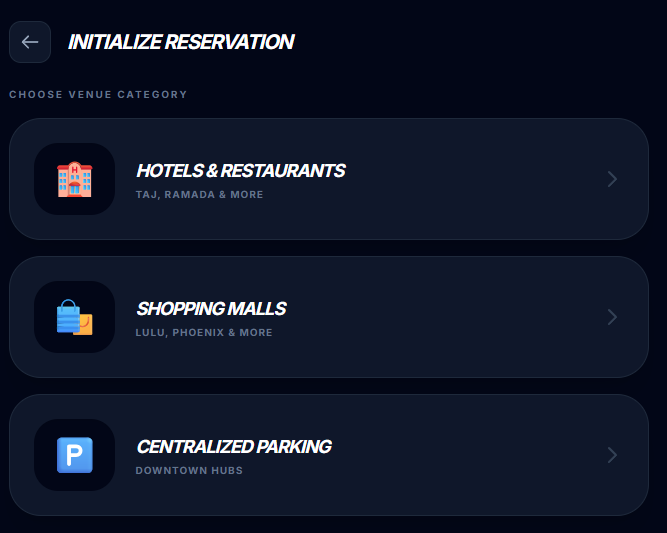 INITIALIZE RESERVATION
CHOOSE VENUE CATEGORY
H
HOTELS & RESTAURANTS
TAJ, RAMADA & MORE
SHOPPING MALLS
LULU, PHOENIX & MORE
P
CENTRALIZED PARKING
DOWNTOWN HUBS